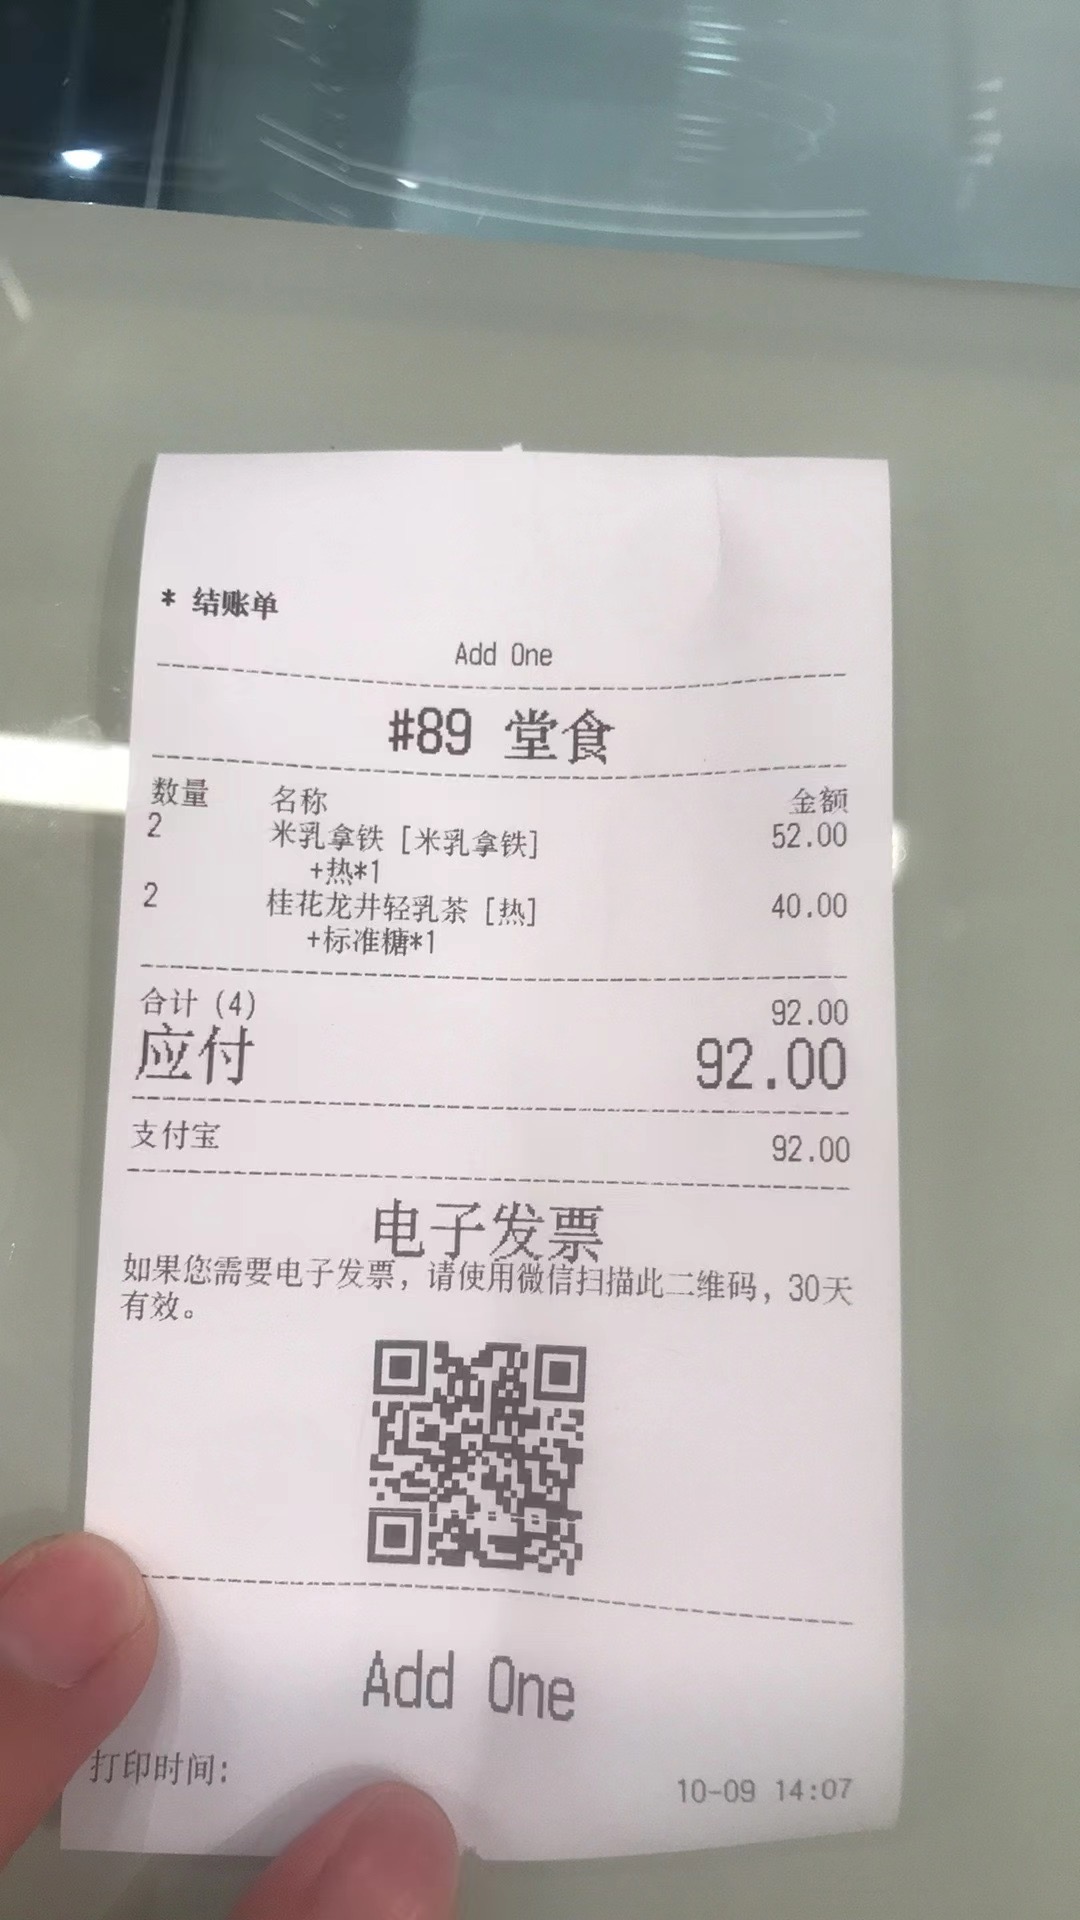 * 结账单
Add One
#89 堂食
数量 名称 金额
2 米乳拿铁 [米乳拿铁] 52.00
+热*1
2 桂花龙井轻乳茶 [热] 40.00
+标准糖*1
合计 (4) 92.00
应付 92.00
支付宝 92.00
电子发票
如果您需要电子发票，请使用微信扫描此二维码，30天
有效。
Add One
打印时间: 10-09 14:07